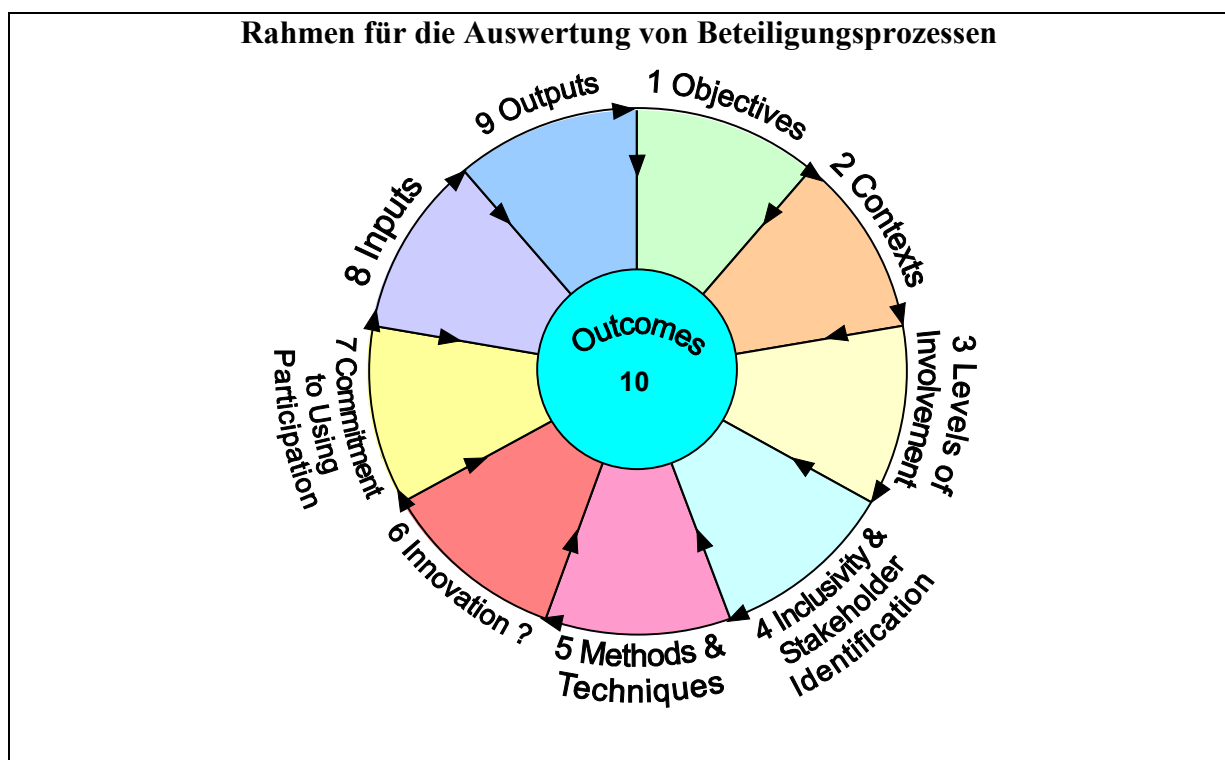 Rahmen für die Auswertung von Beteiligungsprozessen
1 Objectives
2 Contexts
3 Levels of
Involvement
4 Inclusivity &
Stakeholder
Identification
5 Methods &
Techniques
6 Innovation ?
7 Commitment
to Using
Participation
8 Inputs
9 Outputs
Outcomes
10